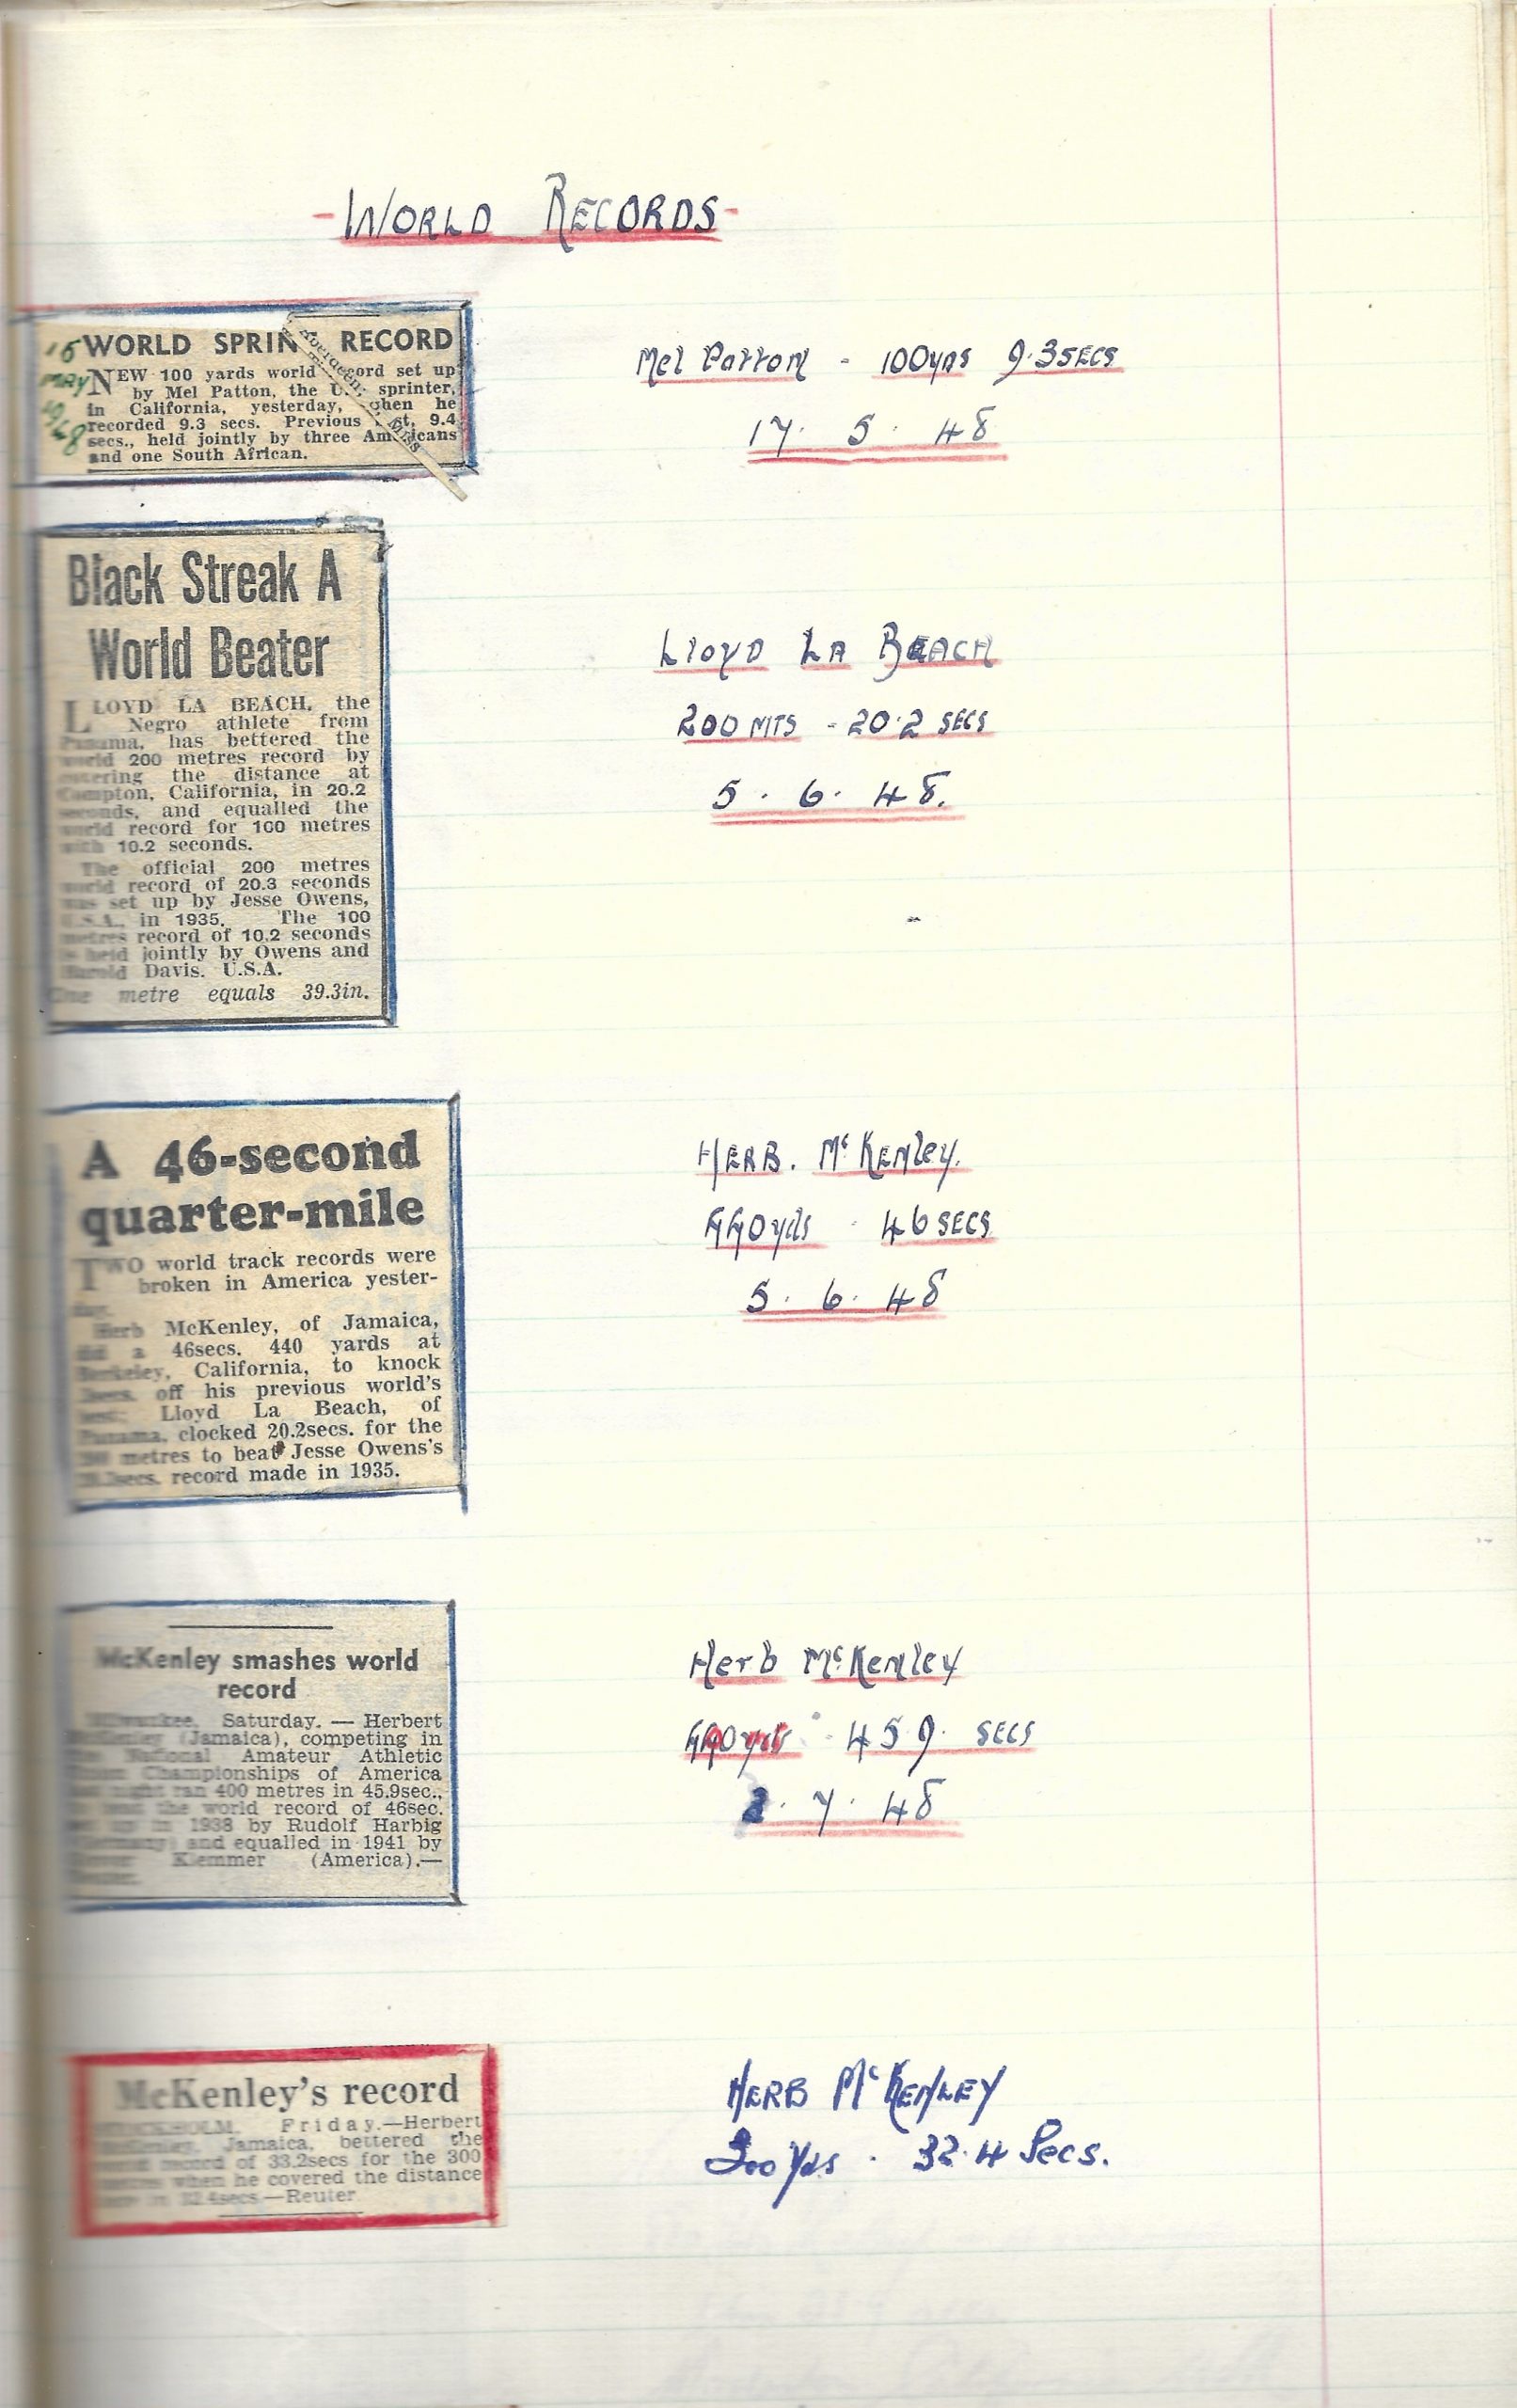 -WORLD RECORDS-
16 MAY 1948
WORLD SPRIN RECORD
NEW 100 yards world record set up
by Mel Patton, the U.S. sprinter,
in California, yesterday, when he
recorded 9.3 secs. Previous 9.4
secs., held jointly by three Americans
and one South African.
Mel Patton - 100yds 9.3SECS
17. 5. 48
Black Streak A
World Beater
LLOYD LA BEACH, the
Negro athlete from
Panama, has bettered the
world 200 metres record by
covering the distance at
Compton, California, in 20.2
seconds, and equalled the
world record for 100 metres
with 10.2 seconds.
The official 200 metres
world record of 20.3 seconds
was set up by Jesse Owens,
U.S.A., in 1935. The 100
metres record of 10.2 seconds
is held jointly by Owens and
Harold Davis. U.S.A.
One metre equals 39.3in.
LLOYD LA BEACH
200 MTS - 20.2 SECS
5. 6. 48.
A 46-second
quarter-mile
TWO world track records were
broken in America yester-
day.
Herb McKenley, of Jamaica,
did a 46secs. 440 yards at
Berkeley, California, to knock
off his previous world's
best; Lloyd La Beach, of
Panama, clocked 20.2secs. for the
200 metres to beat Jesse Owens's
20.3secs. record made in 1935.
HERB. McKENley.
440yds - 46 SECS
5. 6. 48
McKenley smashes world
record
Milwaukee, Saturday. — Herbert
McKenley (Jamaica), competing in
the National Amateur Athletic
Union Championships of America
last night ran 400 metres in 45.9sec.,
to beat the world record of 46sec.
set up in 1938 by Rudolf Harbig
(Germany) and equalled in 1941 by
Klemmer (America).—
Reuter.
Herb McKenley
440yds - 45.9. SECS
2. 7. 48
McKenley's record
STOCKHOLM, Friday.—Herbert
McKenley, Jamaica, bettered the
world record of 33.2secs for the 300
metres when he covered the distance
here in 32.4secs.—Reuter
HERB McKENLEY
300 Yds - 32.4 Secs.